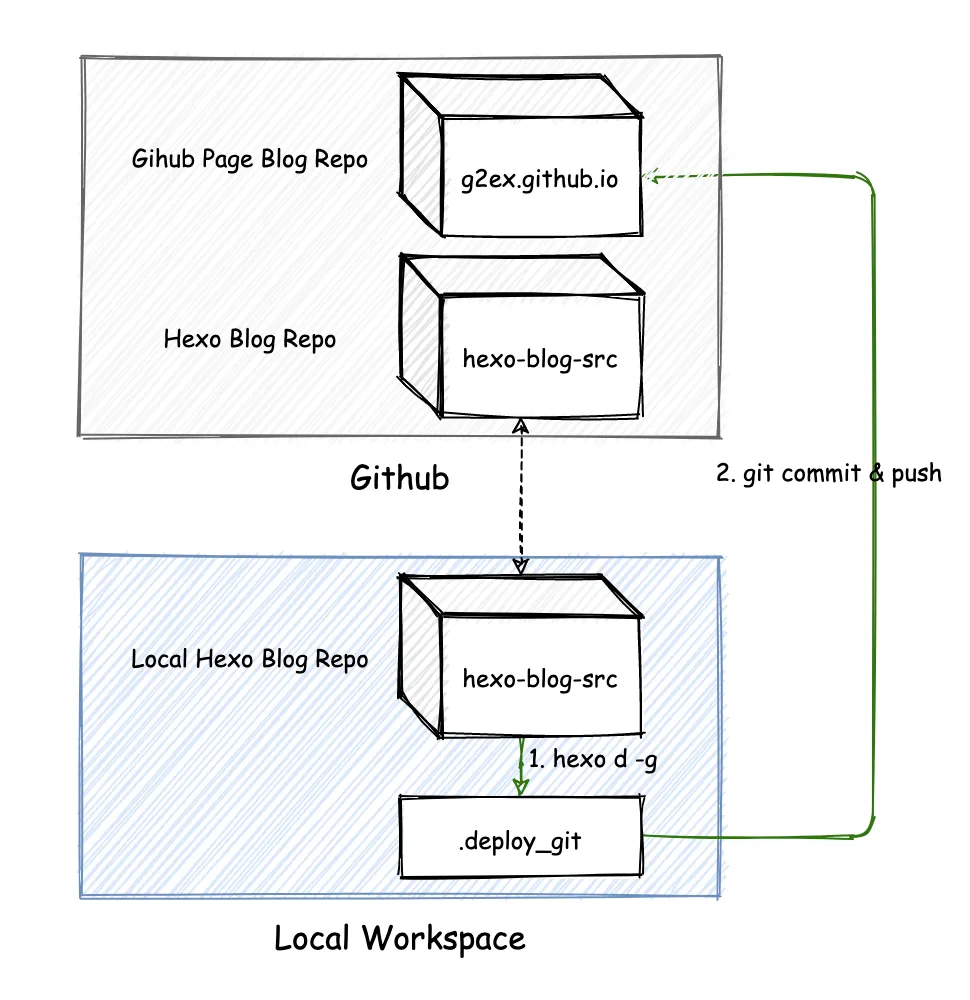 Gihub Page Blog Repo
g2ex.github.io
Hexo Blog Repo
hexo-blog-src
Github
2. git commit & push
Local Hexo Blog Repo
hexo-blog-src
1. hexo d -g
.deploy_git
Local Workspace